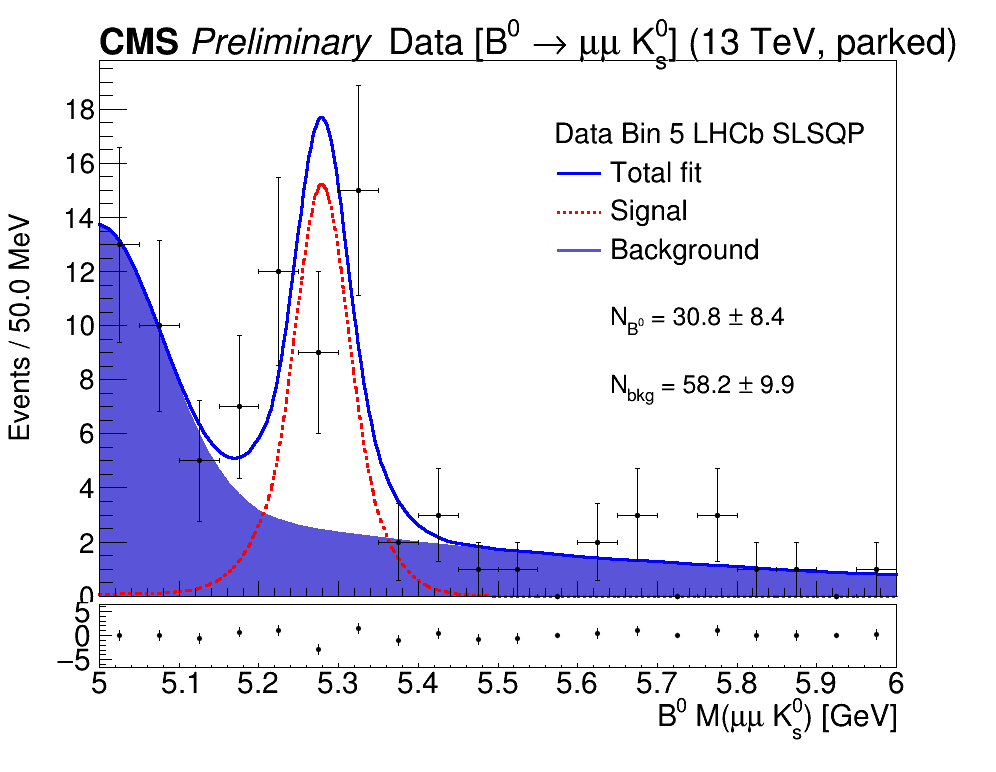 CMS Preliminary Data [B⁰ → μμ K⁰ₛ] (13 TeV, parked)
Events / 50.0 MeV
18
16
14
12
10
8
6
4
2
0
Data Bin 5 LHCb SLSQP
Total fit
Signal
Background
N_B⁰ = 30.8 ± 8.4
N_bkg = 58.2 ± 9.9
5
0
−5
5 5.1 5.2 5.3 5.4 5.5 5.6 5.7 5.8 5.9 6
B⁰ M(μμ K⁰ₛ) [GeV]